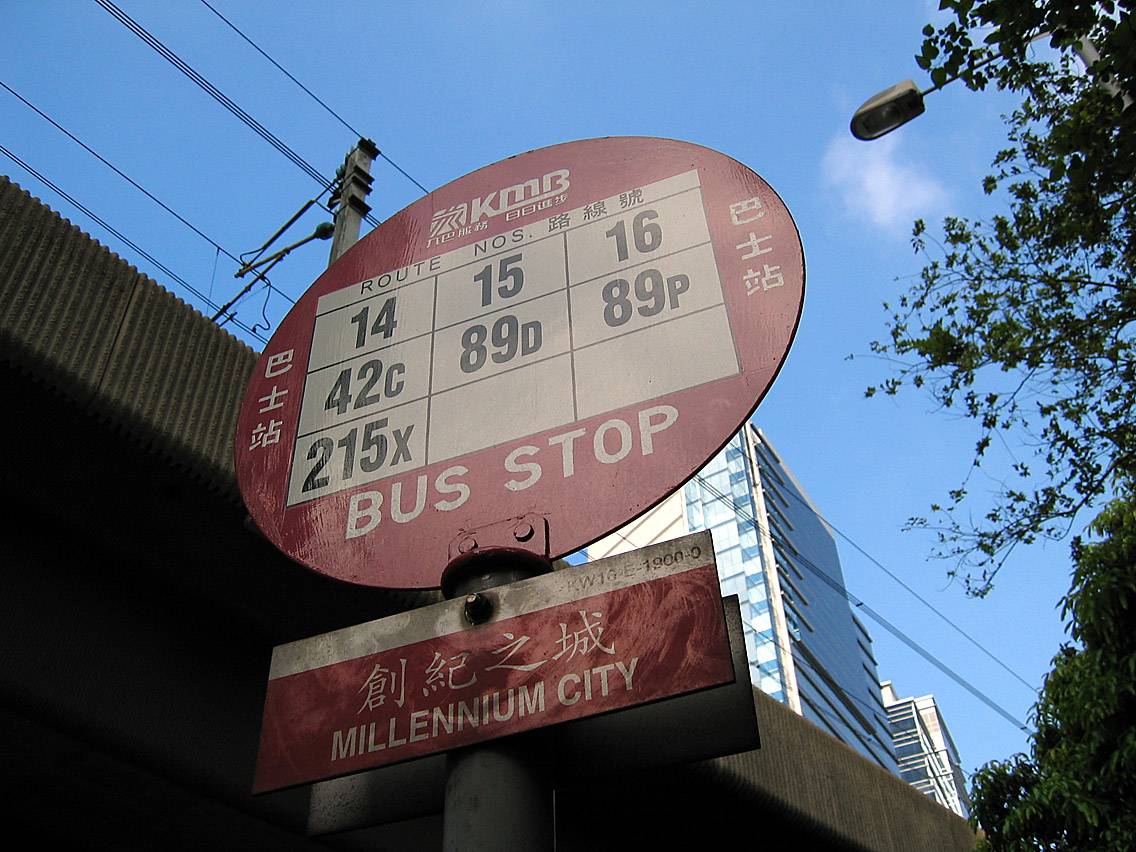 KMB
九巴服務 日日進步
ROUTE NOS. 路線號
14 15 16
42C 89D 89P
215X
巴士站
巴士站
BUS STOP
KW16-E-1900-0
創紀之城
MILLENNIUM CITY